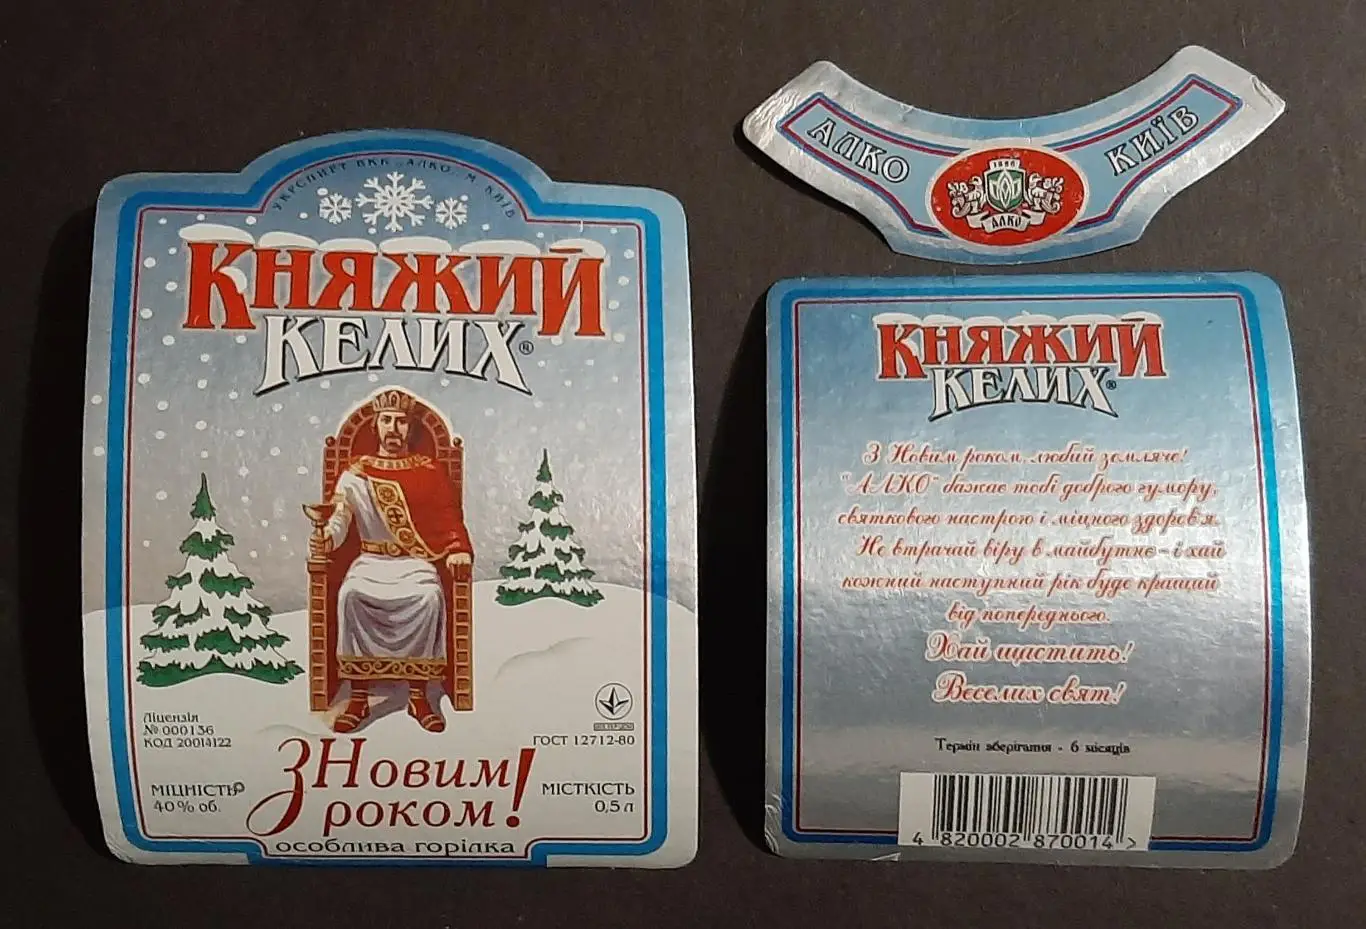 УКРСПИРТ ВКК "АЛКО" М. КИЇВ
КНЯЖИЙ
КЕЛИХ®
Ліцензія
№ 000136
КОД 20014122
ГОСТ 12712-80
МІЦНІСТЬ
40% об.
З Новим
роком!
МІСТКІСТЬ
0,5 л
особлива горілка
АЛКО КИЇВ
1886
АЛКО
КНЯЖИЙ
КЕЛИХ®
З Новим роком, любий земляче!
"АЛКО" бажає тобі доброго гумору,
святкового настрою і міцного здоров'я.
Не втрачай віру в майбутнє - і хай
кожний наступний рік буде кращий
від попереднього.
Хай щастить!
Веселих свят!
Термін зберігання - 6 місяців
4 820002 870014 >